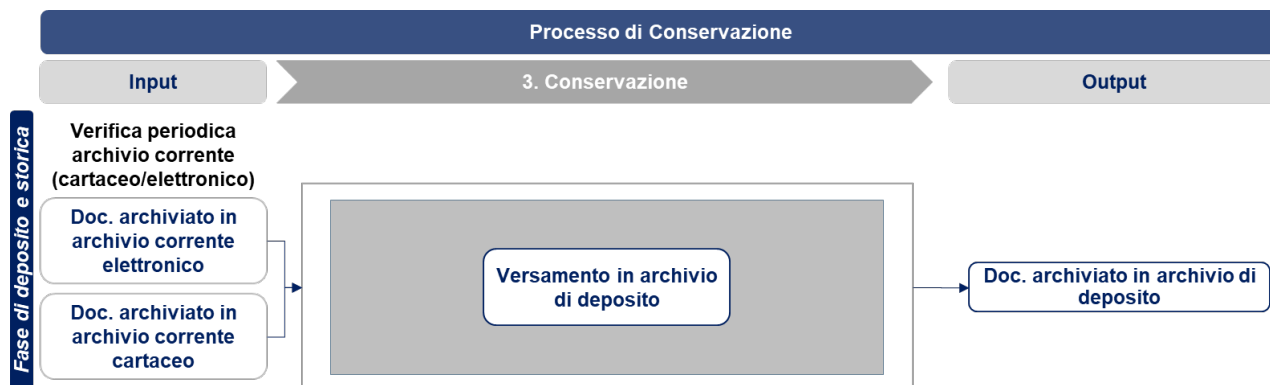 Processo di Conservazione
Input
3. Conservazione
Output
Fase di deposito e storica
Verifica periodica
archivio corrente
(cartaceo/elettronico)
Doc. archiviato in
archivio corrente
elettronico
Doc. archiviato in
archivio corrente
cartaceo
Versamento in archivio
di deposito
Doc. archiviato in archivio di
deposito